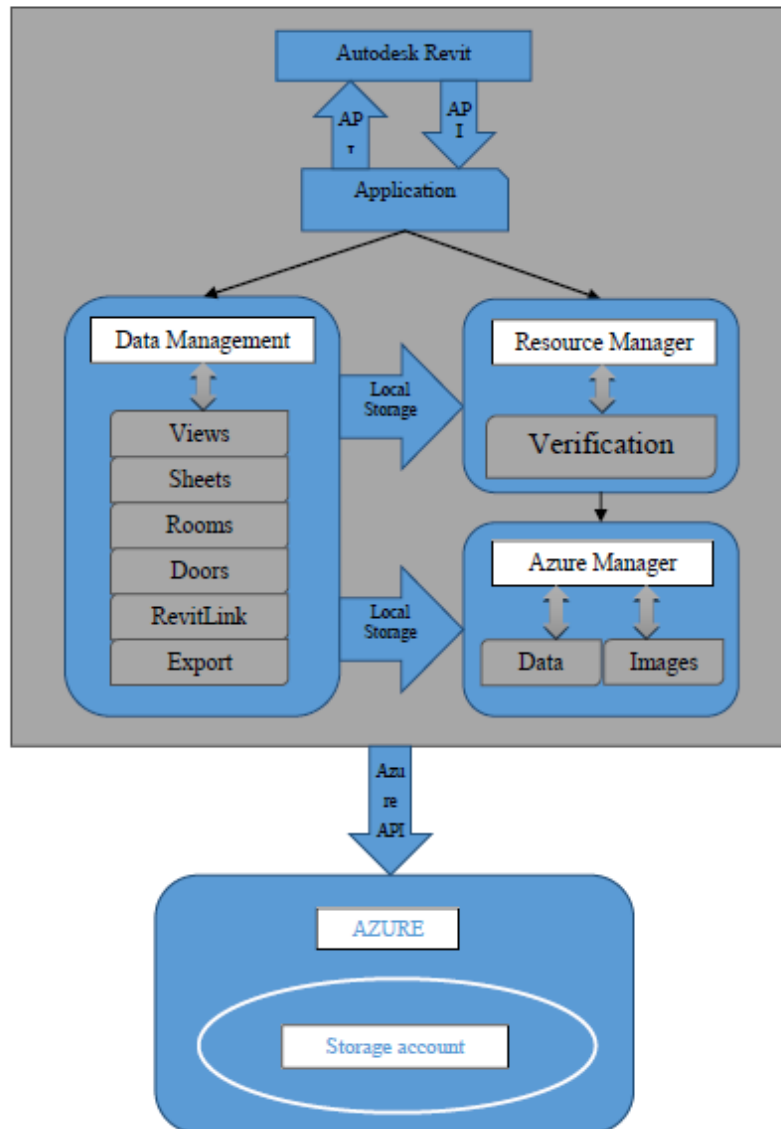 Autodesk Revit
AP
AP
I
Application
Data Management
Views
Sheets
Rooms
Doors
RevitLink
Export
Local
Storage
Local
Storage
Resource Manager
Verification
Azure Manager
Data
Images
Azu
re
API
AZURE
Storage account